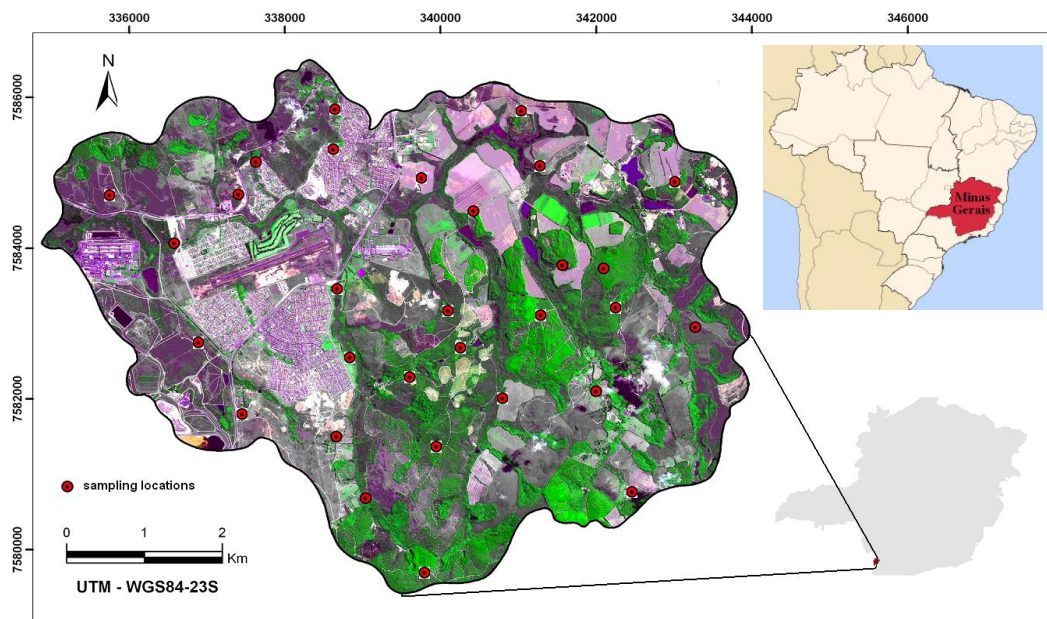 336000 338000 340000 342000 344000 346000
N
7586000
7584000
7582000
7580000
Minas
Gerais
sampling locations
0 1 2
Km
UTM - WGS84-23S